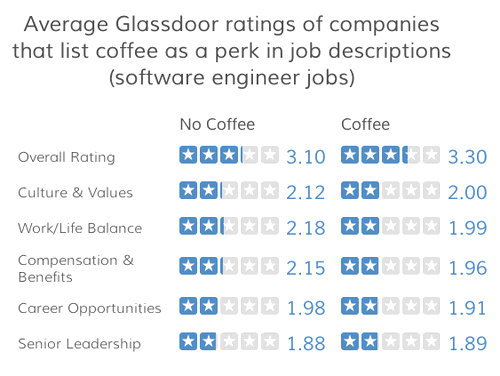 Average Glassdoor ratings of companies
that list coffee as a perk in job descriptions
(software engineer jobs)
No Coffee Coffee
Overall Rating 3.10 3.30
Culture & Values 2.12 2.00
Work/Life Balance 2.18 1.99
Compensation &
Benefits 2.15 1.96
Career Opportunities 1.98 1.91
Senior Leadership 1.88 1.89